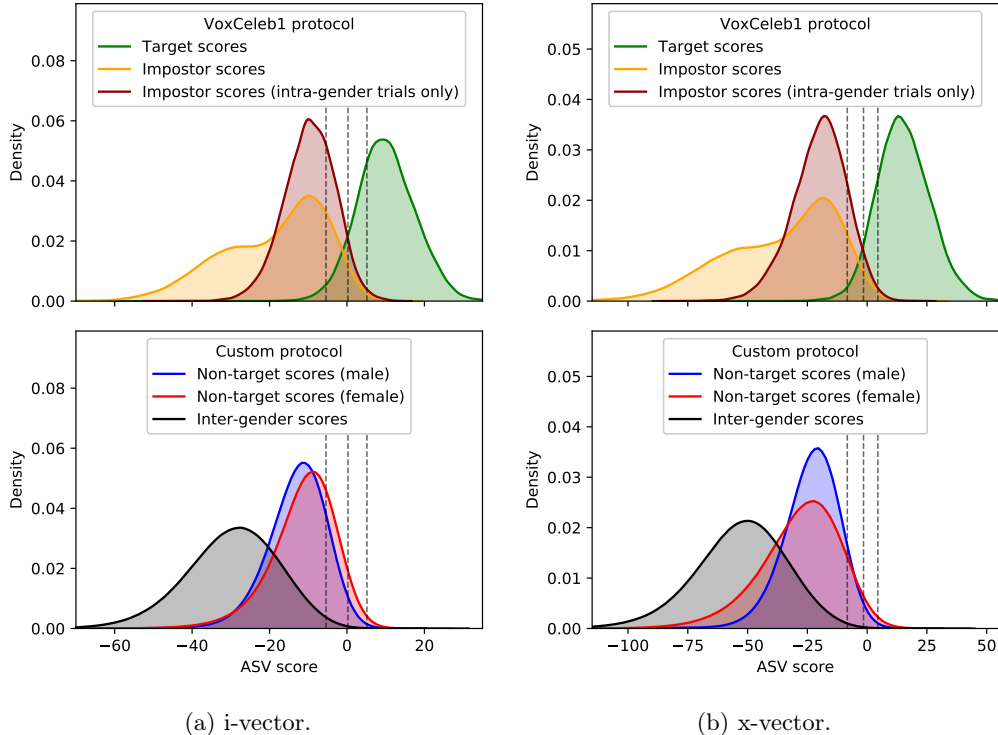 VoxCeleb1 protocol
Target scores
Impostor scores
Impostor scores (intra-gender trials only)
Density
0.08
0.06
0.04
0.02
0.00
VoxCeleb1 protocol
Target scores
Impostor scores
Impostor scores (intra-gender trials only)
Density
0.05
0.04
0.03
0.02
0.01
0.00
Custom protocol
Non-target scores (male)
Non-target scores (female)
Inter-gender scores
Density
0.08
0.06
0.04
0.02
0.00
−60 −40 −20 0 20
ASV score
Custom protocol
Non-target scores (male)
Non-target scores (female)
Inter-gender scores
Density
0.05
0.04
0.03
0.02
0.01
0.00
−100 −75 −50 −25 0 25 50
ASV score
(a) i-vector.
(b) x-vector.